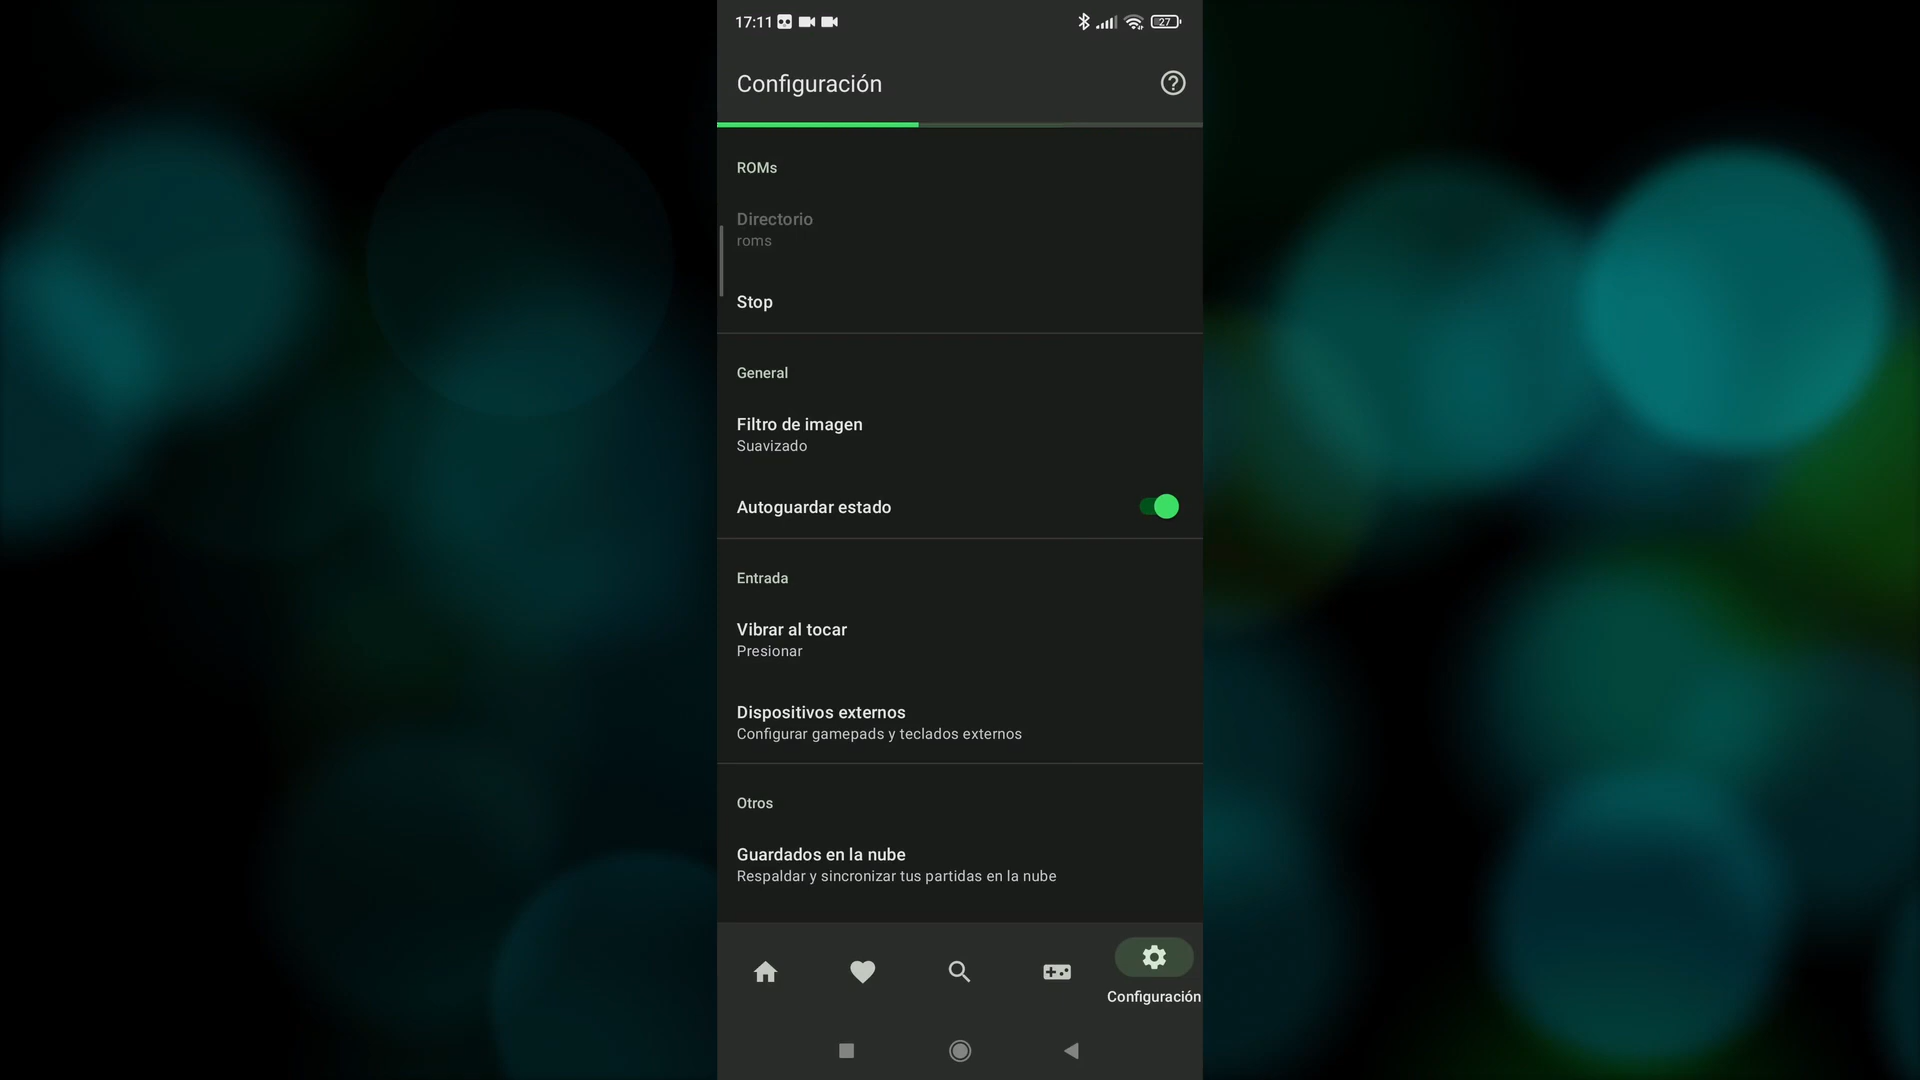 17:11
27
Configuración
ROMs
Directorio
roms
Stop
General
Filtro de imagen
Suavizado
Autoguardar estado
Entrada
Vibrar al tocar
Presionar
Dispositivos externos
Configurar gamepads y teclados externos
Otros
Guardados en la nube
Respaldar y sincronizar tus partidas en la nube
Configuración